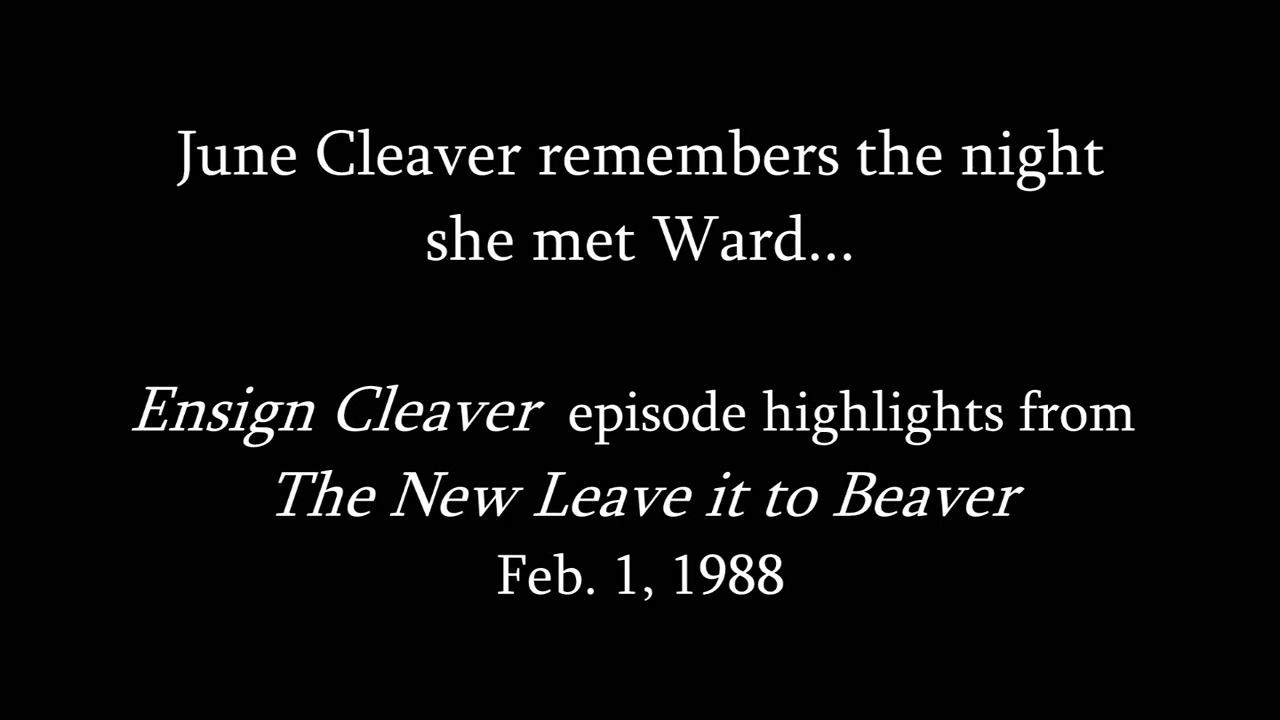 June Cleaver remembers the night
she met Ward...
Ensign Cleaver episode highlights from
The New Leave it to Beaver
Feb. 1, 1988